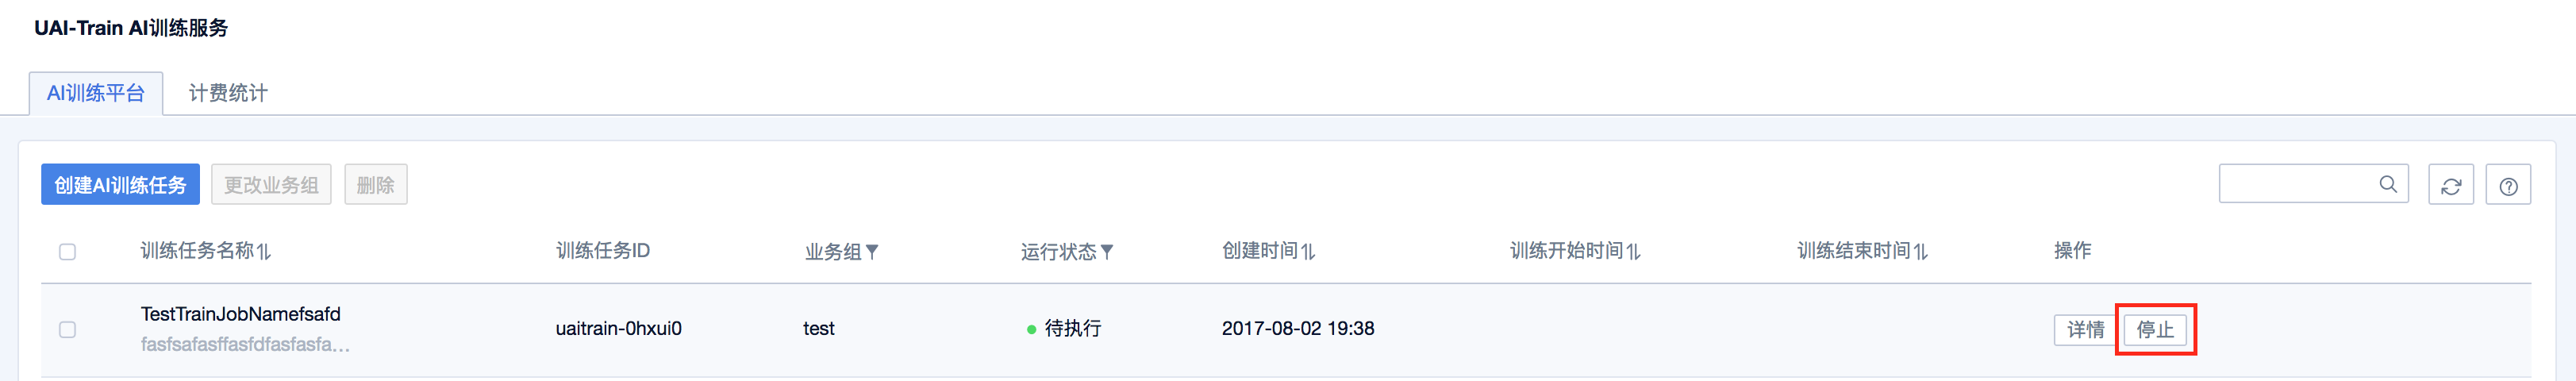 UAI-Train AI训练服务
AI训练平台 计费统计
创建AI训练任务 更改业务组 删除
训练任务名称 训练任务ID 业务组 运行状态 创建时间 训练开始时间 训练结束时间 操作
TestTrainJobNamefsafd
uaitrain-0hxui0 test 待执行 2017-08-02 19:38 详情 停止
fasfsafasffasfdfasfasfa...